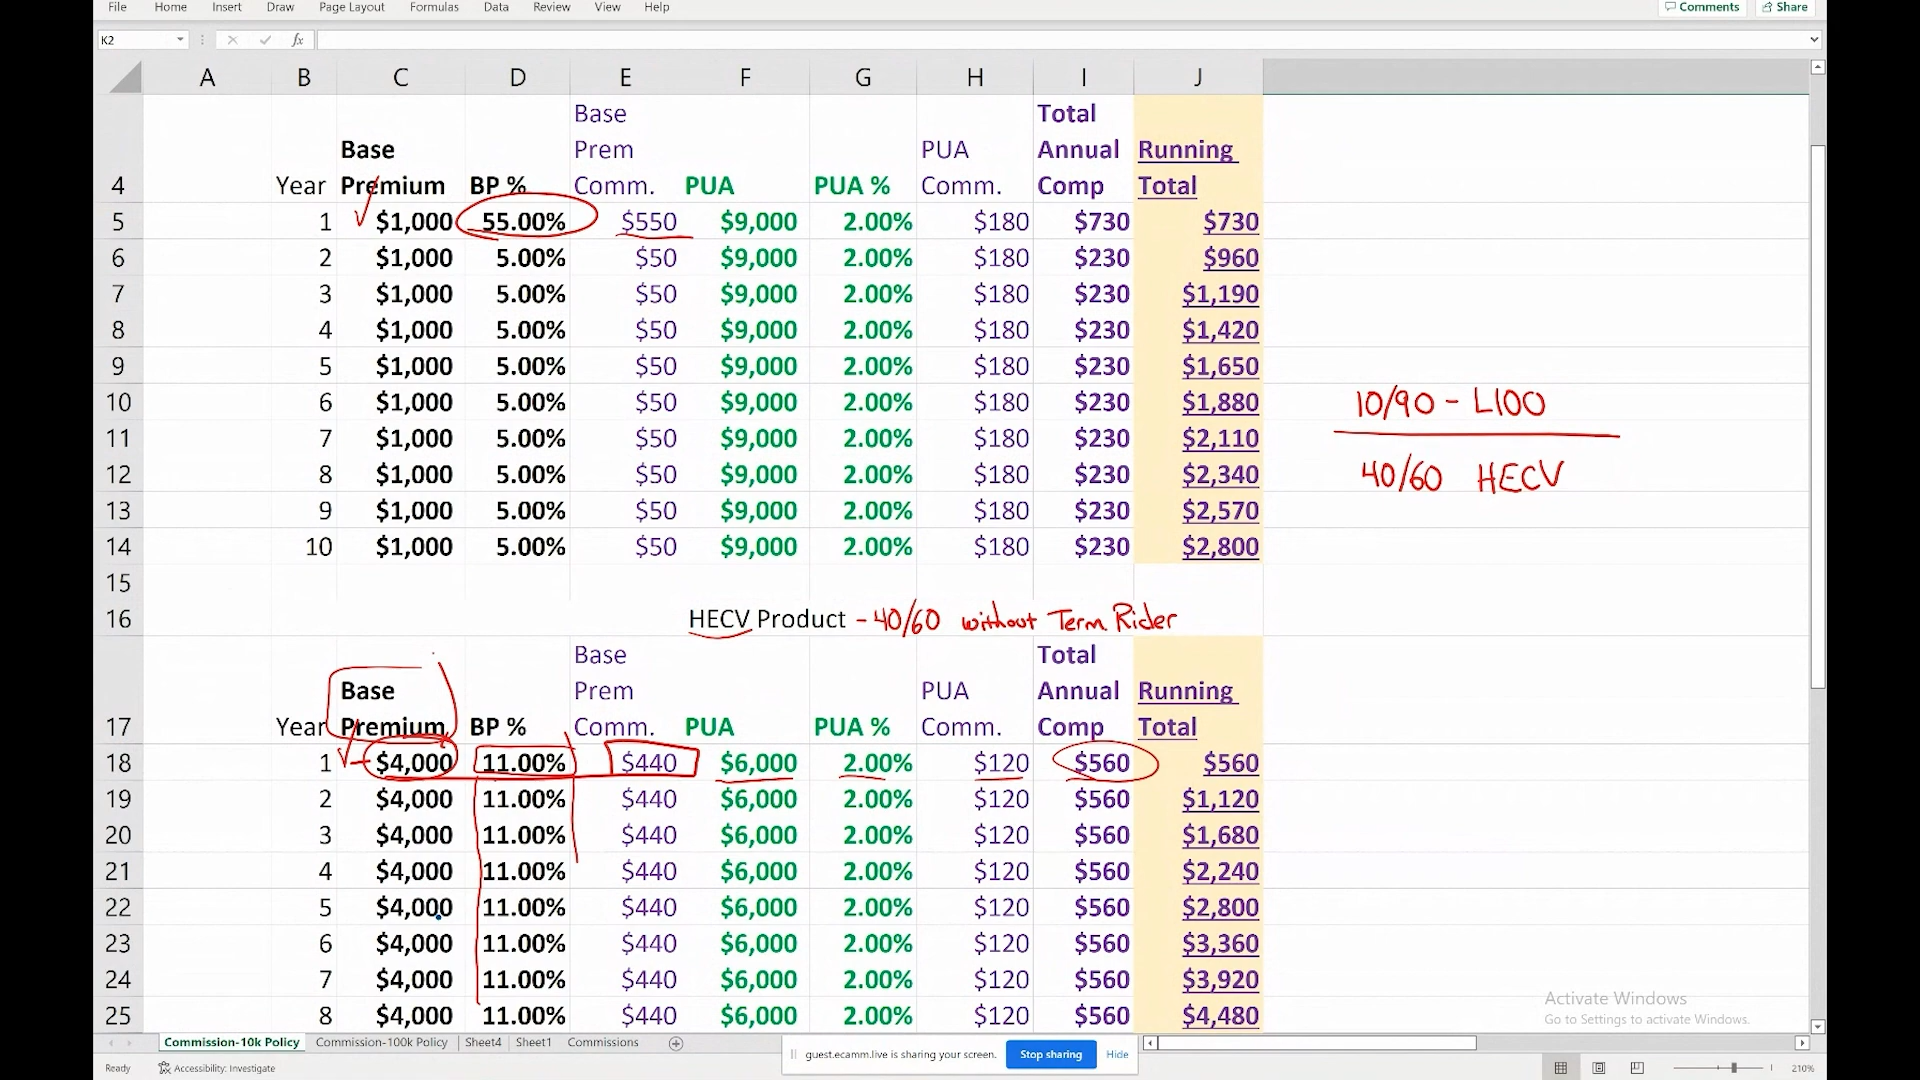 File Home Insert Draw Page Layout Formulas Data Review View Help Comments Share
K2 fx
A B C D E F G H I J
Base Total
Base Prem PUA Annual Running
4 Year Premium BP % Comm. PUA PUA % Comm. Comp Total
5 1 $1,000 55.00% $550 $9,000 2.00% $180 $730 $730
6 2 $1,000 5.00% $50 $9,000 2.00% $180 $230 $960
7 3 $1,000 5.00% $50 $9,000 2.00% $180 $230 $1,190
8 4 $1,000 5.00% $50 $9,000 2.00% $180 $230 $1,420
9 5 $1,000 5.00% $50 $9,000 2.00% $180 $230 $1,650
10 6 $1,000 5.00% $50 $9,000 2.00% $180 $230 $1,880
10/90 - L100
11 7 $1,000 5.00% $50 $9,000 2.00% $180 $230 $2,110
12 8 $1,000 5.00% $50 $9,000 2.00% $180 $230 $2,340
40/60 HECV
13 9 $1,000 5.00% $50 $9,000 2.00% $180 $230 $2,570
14 10 $1,000 5.00% $50 $9,000 2.00% $180 $230 $2,800
15
16 HECV Product - 40/60 without Term Rider
Base Total
Base Prem PUA Annual Running
17 Year Premium BP % Comm. PUA PUA % Comm. Comp Total
18 1 $4,000 11.00% $440 $6,000 2.00% $120 $560 $560
19 2 $4,000 11.00% $440 $6,000 2.00% $120 $560 $1,120
20 3 $4,000 11.00% $440 $6,000 2.00% $120 $560 $1,680
21 4 $4,000 11.00% $440 $6,000 2.00% $120 $560 $2,240
22 5 $4,000 11.00% $440 $6,000 2.00% $120 $560 $2,800
23 6 $4,000 11.00% $440 $6,000 2.00% $120 $560 $3,360
24 7 $4,000 11.00% $440 $6,000 2.00% $120 $560 $3,920
25 8 $4,000 11.00% $440 $6,000 2.00% $120 $560 $4,480
Activate Windows
Go to Settings to activate Windows.
Commission-10k Policy Commission-100k Policy Sheet4 Sheet1 Commissions
guest.ecamm.live is sharing your screen. Stop sharing Hide
Ready Accessibility: Investigate 210%